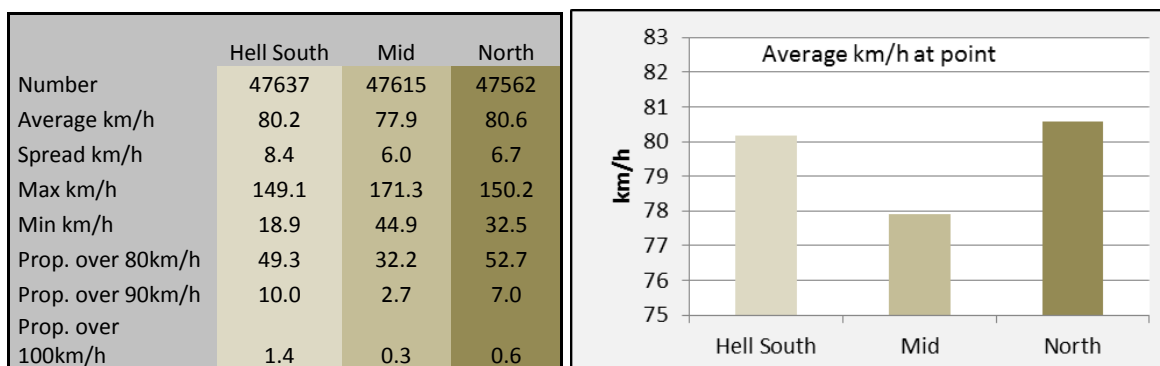 Hell South Mid North
Number 47637 47615 47562
Average km/h 80.2 77.9 80.6
Spread km/h 8.4 6.0 6.7
Max km/h 149.1 171.3 150.2
Min km/h 18.9 44.9 32.5
Prop. over 80km/h 49.3 32.2 52.7
Prop. over 90km/h 10.0 2.7 7.0
Prop. over
100km/h 1.4 0.3 0.6
Average km/h at point
km/h
83
82
81
80
79
78
77
76
75
Hell South Mid North